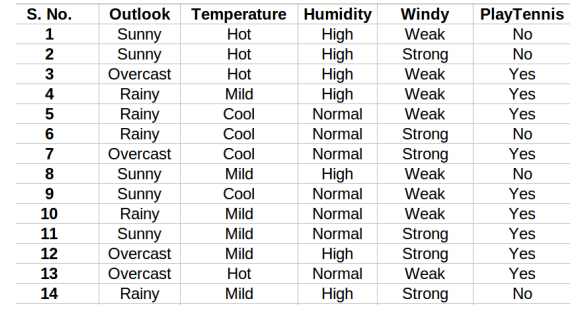 S. No. Outlook Temperature Humidity Windy PlayTennis
1 Sunny Hot High Weak No
2 Sunny Hot High Strong No
3 Overcast Hot High Weak Yes
4 Rainy Mild High Weak Yes
5 Rainy Cool Normal Weak Yes
6 Rainy Cool Normal Strong No
7 Overcast Cool Normal Strong Yes
8 Sunny Mild High Weak No
9 Sunny Cool Normal Weak Yes
10 Rainy Mild Normal Weak Yes
11 Sunny Mild Normal Strong Yes
12 Overcast Mild High Strong Yes
13 Overcast Hot Normal Weak Yes
14 Rainy Mild High Strong No